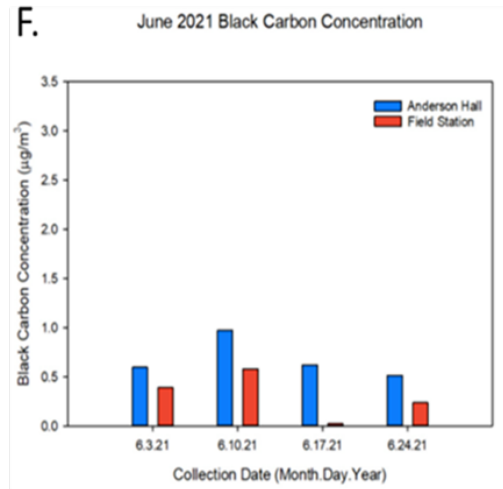 F.
June 2021 Black Carbon Concentration
Black Carbon Concentration (µg/m³)
3.5
3.0
2.5
2.0
1.5
1.0
0.5
0.0
Anderson Hall
Field Station
6.3.21 6.10.21 6.17.21 6.24.21
Collection Date (Month.Day.Year)